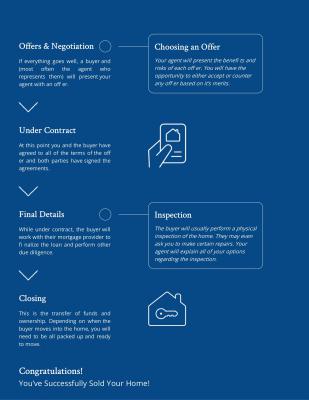 Offers & Negotiation
If everything goes well, a buyer and
(most often the agent who
represents them) will present your
agent with an off er.
Choosing an Offer
Your agent will present the benefi ts and
risks of each off er. You will have the
opportunity to either accept or counter
any off er based on it's merits.
Under Contract
At this point you and the buyer have
agreed to all of the terms of the off
er and both parties have signed the
agreements.
Final Details
While under contract, the buyer will
work with their mortgage provider to
fi nalize the loan and perform other
due diligence.
Inspection
The buyer will usually perform a physical
inspection of the home. They may even
ask you to make certain repairs. Your
agent will explain all of your options
regarding the inspection.
Closing
This is the transfer of funds and
ownership. Depending on when the
buyer moves into the home, you will
need to be all packed up and ready
to move.
Congratulations!
You've Successfully Sold Your Home!